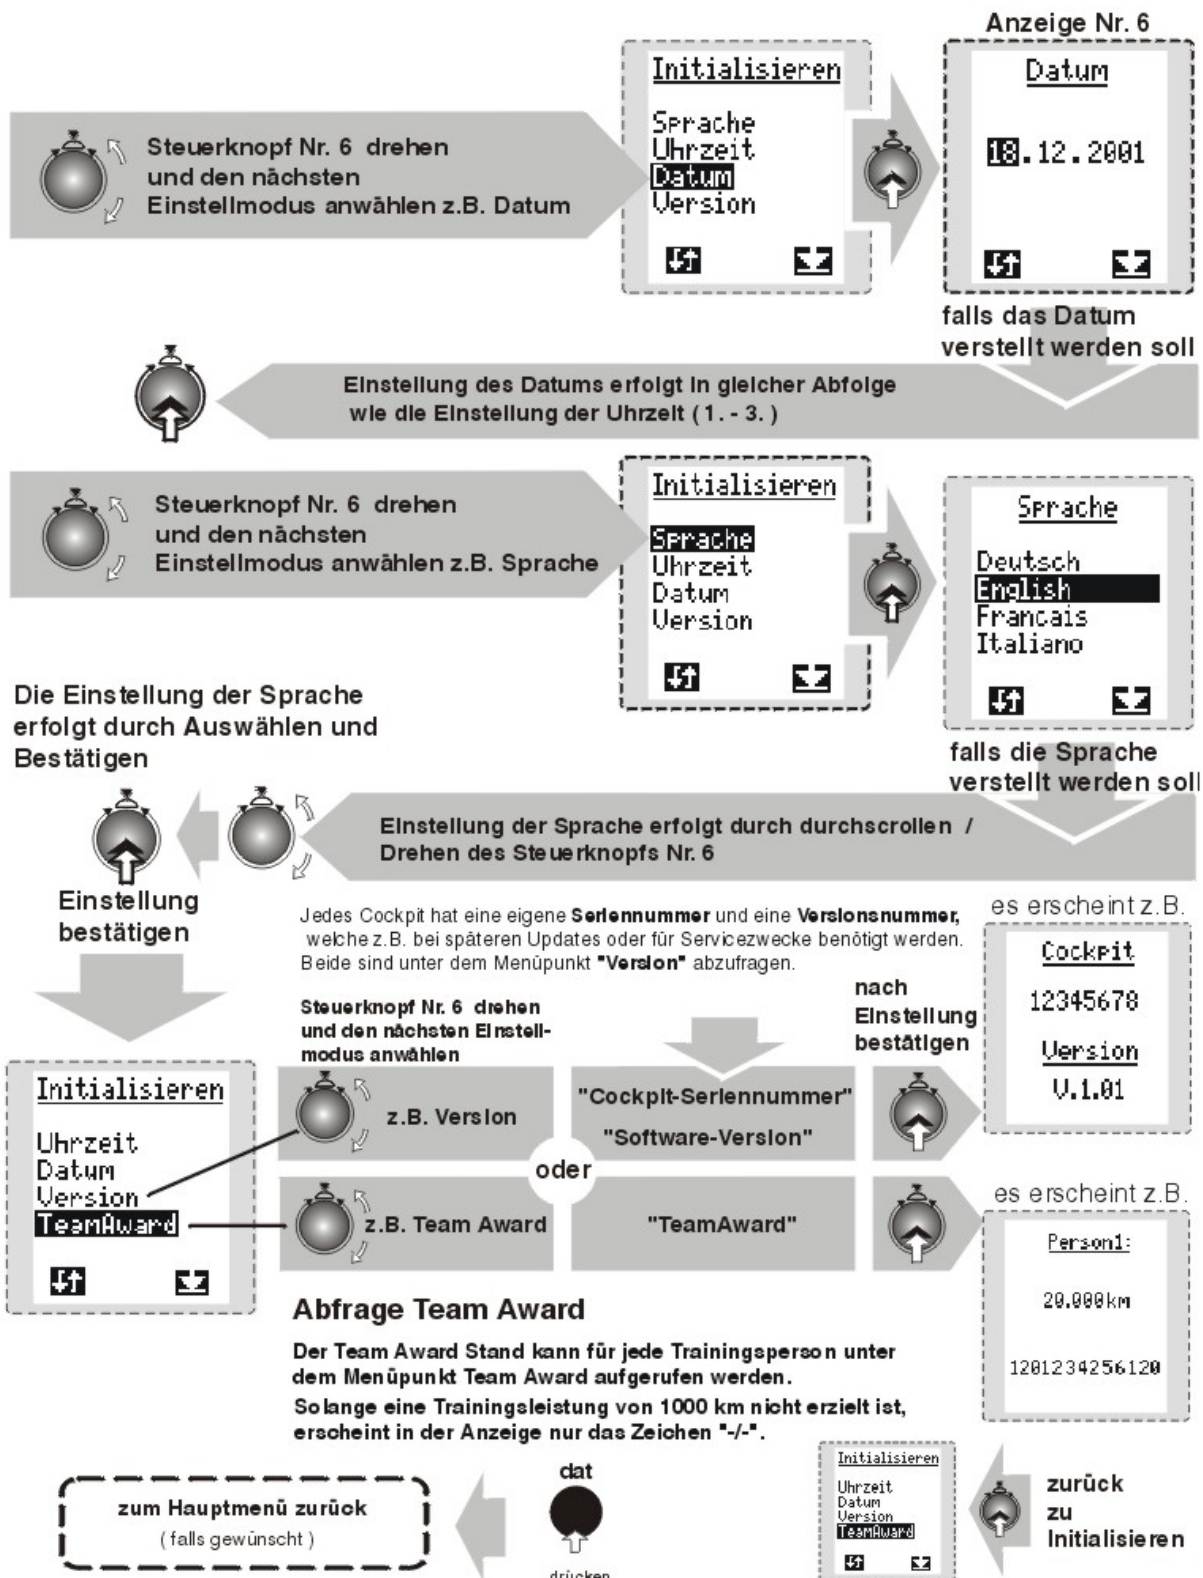 Anzeige Nr. 6
Initialisieren
Sprache
Uhrzeit
Datum
Version
Datum
18.12.2001
Steuerknopf Nr. 6 drehen
und den nächsten
Einstellmodus anwählen z.B. Datum
falls das Datum
verstellt werden soll
Einstellung des Datums erfolgt in gleicher Abfolge
wie die Einstellung der Uhrzeit ( 1. - 3. )
Steuerknopf Nr. 6 drehen
und den nächsten
Einstellmodus anwählen z.B. Sprache
Initialisieren
Sprache
Uhrzeit
Datum
Version
Sprache
Deutsch
English
Francais
Italiano
Die Einstellung der Sprache
erfolgt durch Auswählen und
Bestätigen
falls die Sprache
verstellt werden soll
Einstellung der Sprache erfolgt durch durchscrollen /
Drehen des Steuerknopfs Nr. 6
Einstellung
bestätigen
Jedes Cockpit hat eine eigene Seriennummer und eine Versionsnummer,
welche z.B. bei späteren Updates oder für Servicezwecke benötigt werden.
Beide sind unter dem Menüpunkt "Version" abzufragen.
es erscheint z.B.
Cockpit
12345678
Version
V.1.01
Steuerknopf Nr. 6 drehen
und den nächsten Einstell-
modus anwählen
nach
Einstellung
bestätigen
Initialisieren
Uhrzeit
Datum
Version
TeamAward
z.B. Version
"Cockpit-Seriennummer"
"Software-Version"
oder
z.B. Team Award
"TeamAward"
es erscheint z.B.
Person1:
20.000km
1201234256120
Abfrage Team Award
Der Team Award Stand kann für jede Trainingsperson unter
dem Menüpunkt Team Award aufgerufen werden.
Solange eine Trainingsleistung von 1000 km nicht erzielt ist,
erscheint in der Anzeige nur das Zeichen "-/-".
zum Hauptmenü zurück
( falls gewünscht )
dat
drücken
Initialisieren
Uhrzeit
Datum
Version
TeamAward
zurück
zu
Initialisieren